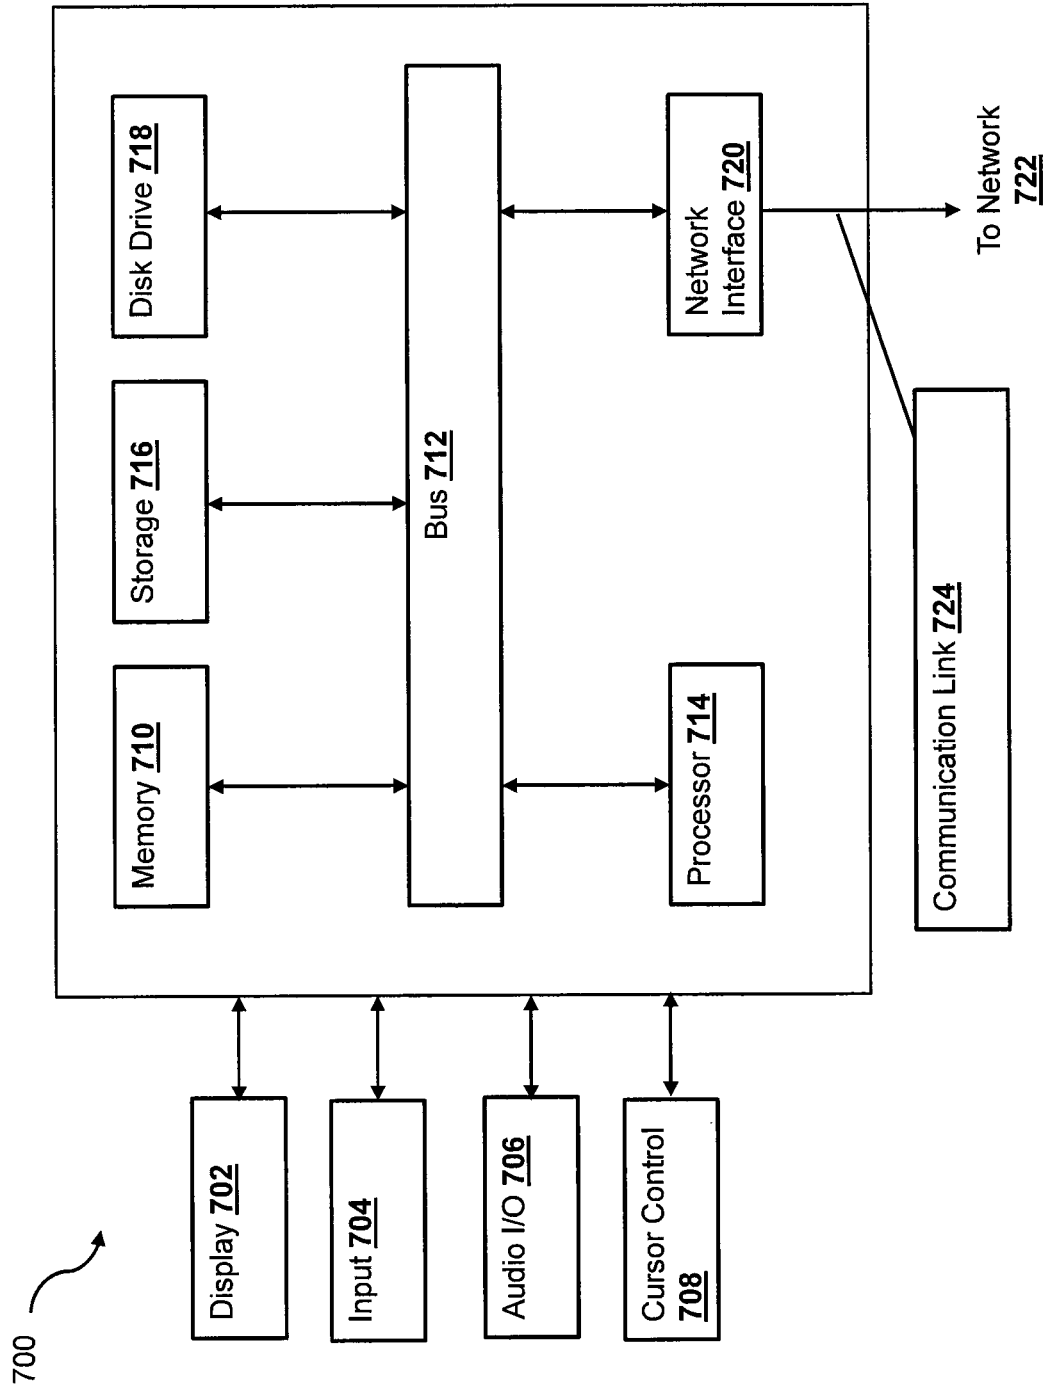 700
Display 702
Input 704
Audio I/O 706
Cursor Control
708
Memory 710
Storage 716
Disk Drive 718
Bus 712
Processor 714
Network
Interface 720
Communication Link 724
To Network
722